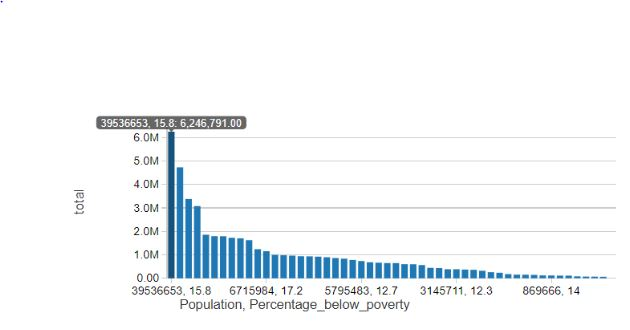 39536653, 15.8: 6,246,791.00
6.0M
5.0M
4.0M
3.0M
2.0M
1.0M
0.00
total
39536653, 15.8 6715984, 17.2 5795483, 12.7 3145711, 12.3 869666, 14
Population, Percentage_below_poverty